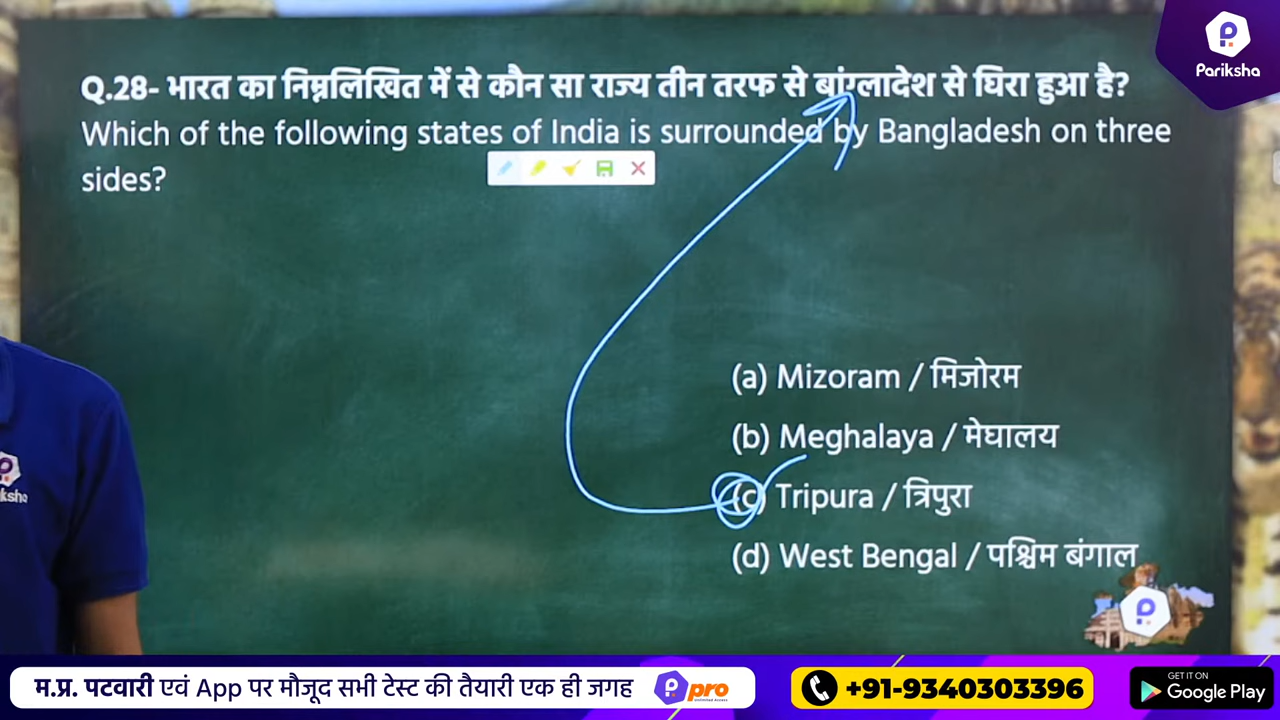 Pariksha
Q.28- भारत का निम्नलिखित में से कौन सा राज्य तीन तरफ से बांग्लादेश से घिरा हुआ है?
Which of the following states of India is surrounded by Bangladesh on three
sides?
(a) Mizoram / मिजोरम
(b) Meghalaya / मेघालय
(c) Tripura / त्रिपुरा
(d) West Bengal / पश्चिम बंगाल
iksha
म.प्र. पटवारी एवं App पर मौजूद सभी टेस्ट की तैयारी एक ही जगह
pro
+91-9340303396
GET IT ON
Google Play